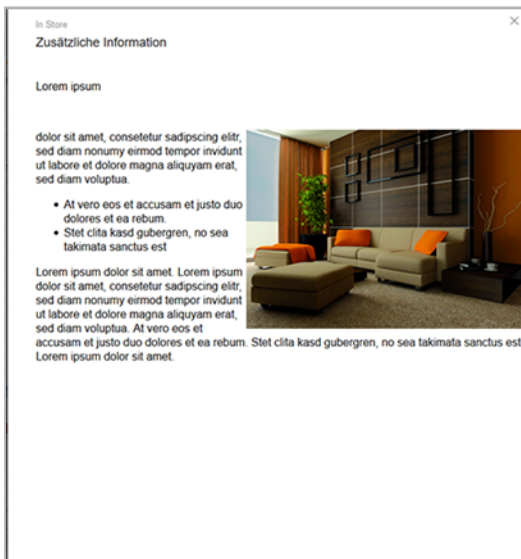 In Store
Zusätzliche Information
Lorem ipsum
dolor sit amet, consetetur sadipscing elitr,
sed diam nonumy eirmod tempor invidunt
ut labore et dolore magna aliquyam erat,
sed diam voluptua.
• At vero eos et accusam et justo duo
dolores et ea rebum.
• Stet clita kasd gubergren, no sea
takimata sanctus est
Lorem ipsum dolor sit amet. Lorem ipsum
dolor sit amet, consetetur sadipscing elitr,
sed diam nonumy eirmod tempor invidunt
ut labore et dolore magna aliquyam erat,
sed diam voluptua. At vero eos et
accusam et justo duo dolores et ea rebum. Stet clita kasd gubergren, no sea takimata sanctus est
Lorem ipsum dolor sit amet.